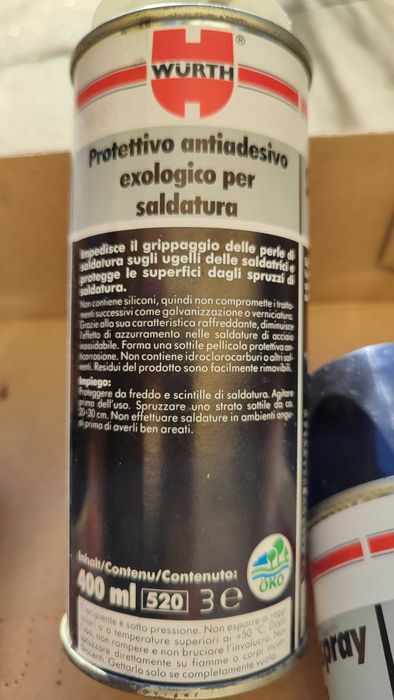 WÜRTH
®
Protettivo antiadesivo
exologico per
saldatura
Impedisce il grippaggio delle perle di
saldatura sugli ugelli delle saldatrici e
protegge le superfici dagli spruzzi di
saldatura.
Non contiene siliconi, quindi non compromette i tratta-
menti successivi come galvanizzazione o verniciatura.
Grazie alla sua caratteristica raffreddante, diminuisce
l'effetto di azzurramento nelle saldature di acciaio
inossidabile. Forma una sottile pellicola protettiva an-
ticorrosione. Non contiene idroclorocarburi o altri sol-
venti. Residui del prodotto sono facilmente rimovibili.
Impiego:
Proteggere da freddo e scintille di saldatura. Agitare
prima dell'uso. Spruzzare uno strato sottile da ca.
20-30 cm. Non effettuare saldature in ambienti angu-
sti prima di averli ben areati.
Inhalt/Contenu/Contenuto:
400 ml 520 3 e
ÖKO
Il recipiente è sotto pressione. Non esporre ai raggi
solari o a temperature superiori ai +50 °C. Dopo
uso, non rompere e non bruciare l'involucro. Non
spruzzare direttamente su fiamme o corpi incan-
descenti. Gettarlo solo se completamente vuoto.
spray